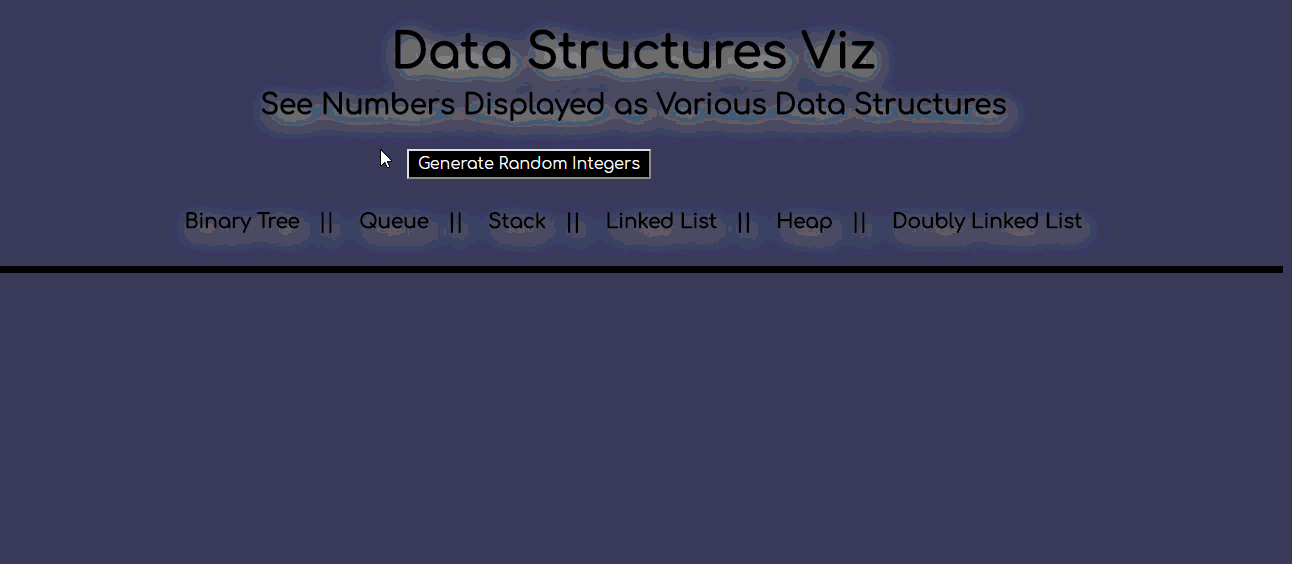 Data Structures Viz
See Numbers Displayed as Various Data Structures
Generate Random Integers
Binary Tree || Queue || Stack || Linked List || Heap || Doubly Linked List